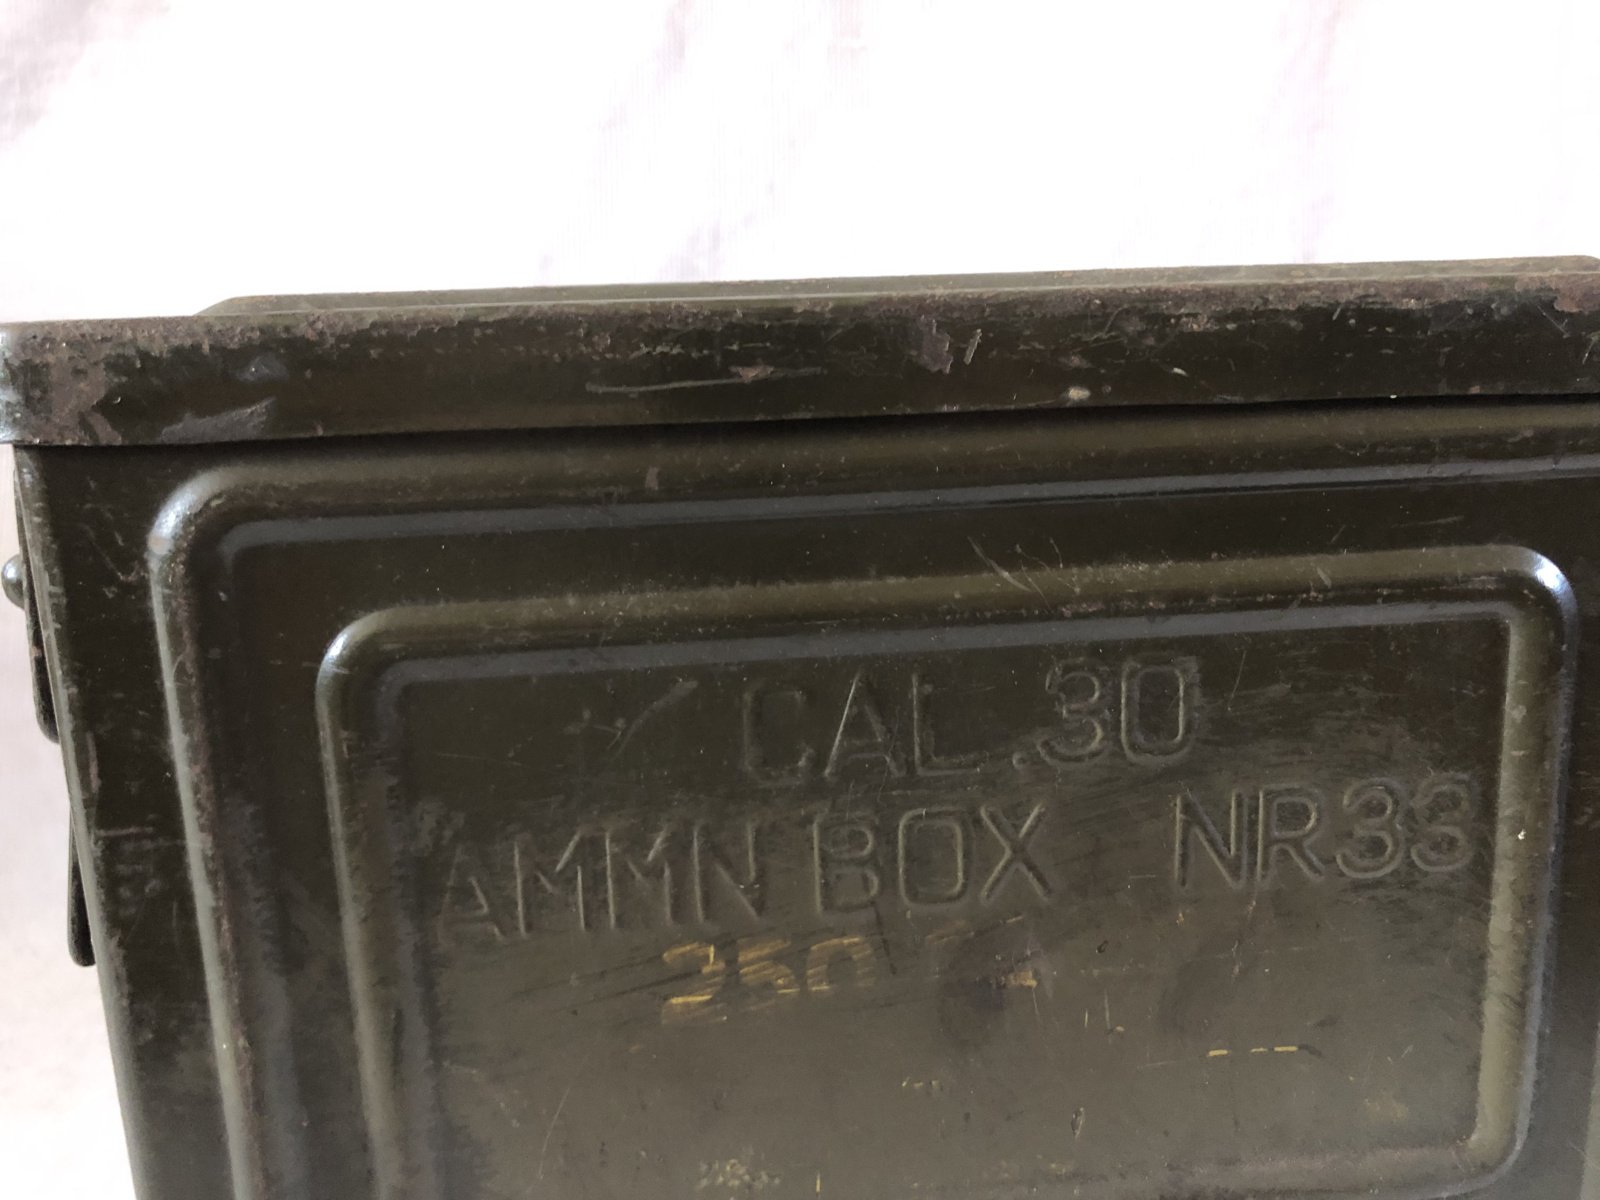 CAL .30
AMMN BOX NR33
250